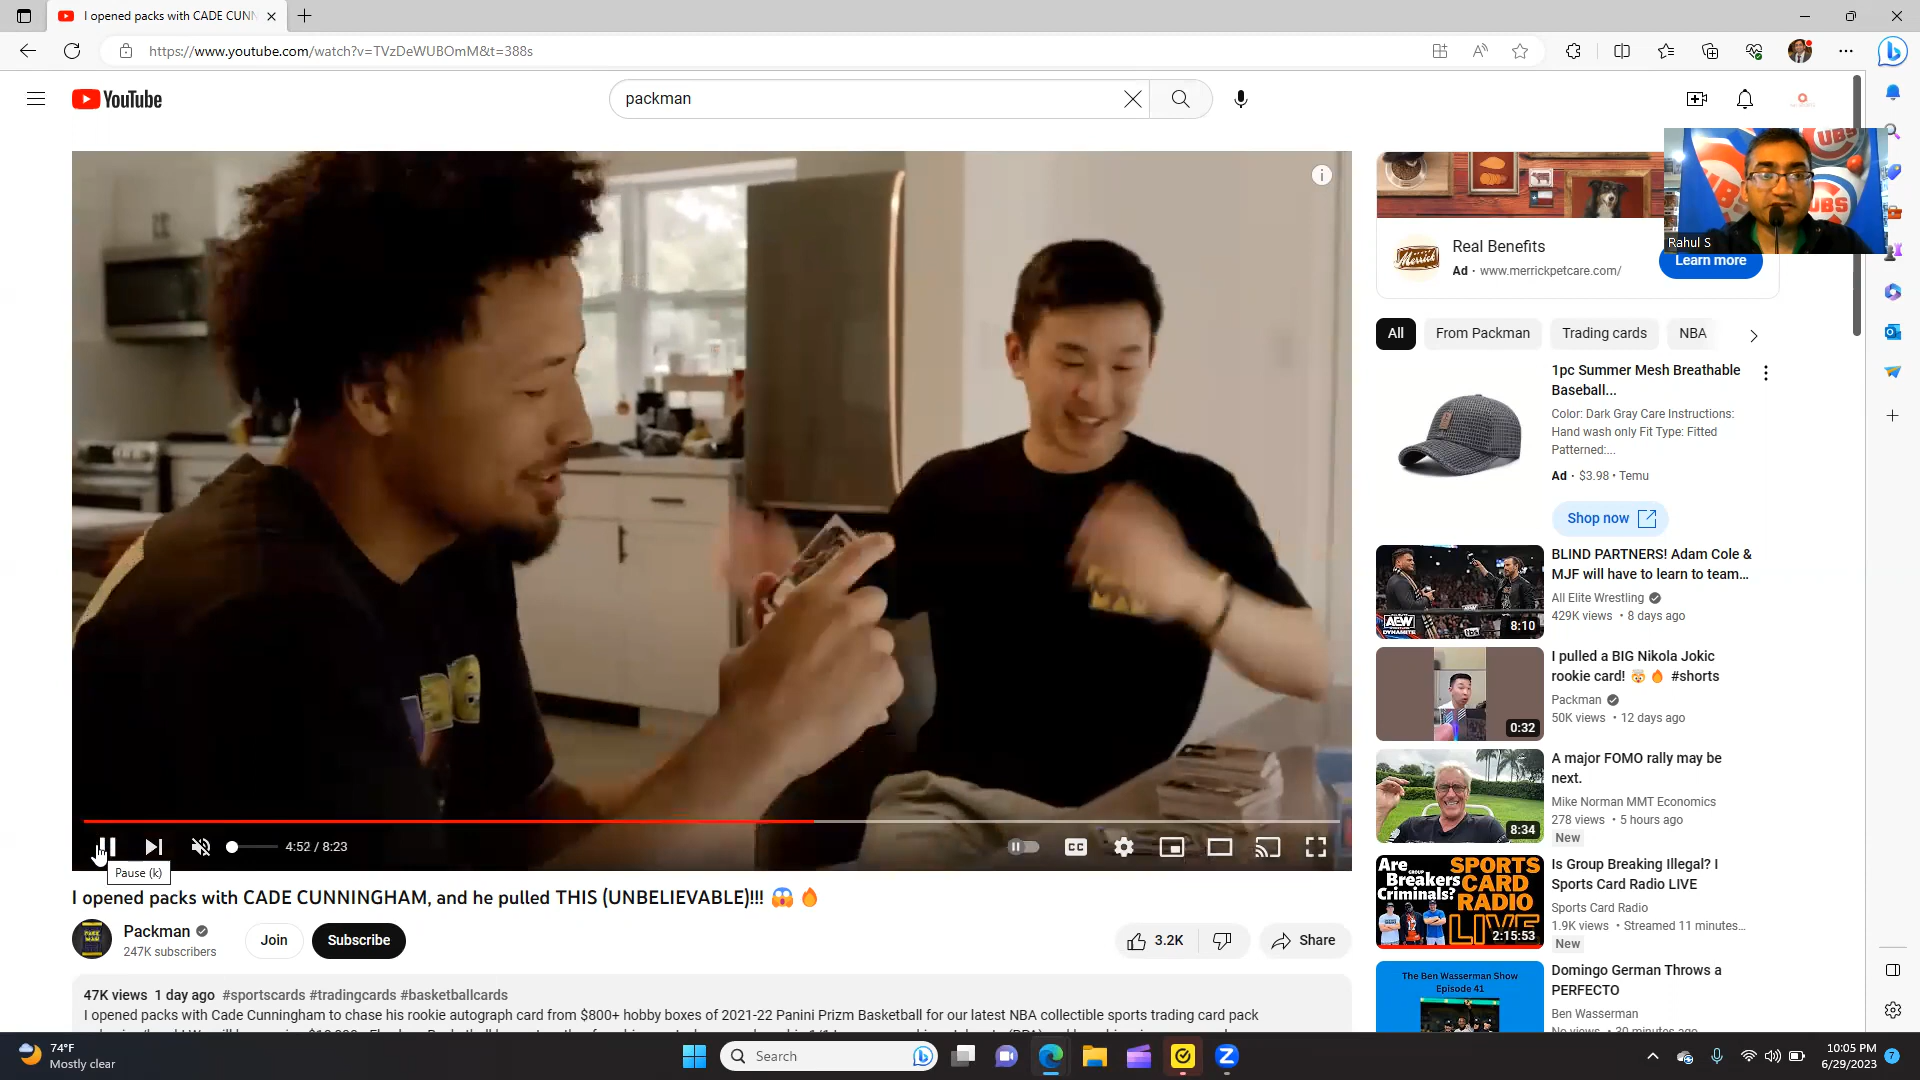 I opened packs with CADE CUNN
https://www.youtube.com/watch?v=TVzDeWUBOmM&t=388s
YouTube
packman
CUBS
UBS
Rahul S
Merrick
Real Benefits
Ad · www.merrickpetcare.com/
Learn more
All
From Packman
Trading cards
NBA
1pc Summer Mesh Breathable
Baseball...
Color: Dark Gray Care Instructions:
Hand wash only Fit Type: Fitted
Patterned:...
Ad · $3.98 · Temu
Shop now
AEW
DYNAMITE
8:10
BLIND PARTNERS! Adam Cole &
MJF will have to learn to team...
All Elite Wrestling
429K views • 8 days ago
0:32
I pulled a BIG Nikola Jokic
rookie card! 🤯 🔥 #shorts
Packman
50K views • 12 days ago
8:34
A major FOMO rally may be
next.
Mike Norman MMT Economics
278 views • 5 hours ago
New
Are GROUP
Breakers
Criminals?
SPORTS
CARD
RADIO
LIVE
2:15:53
Is Group Breaking Illegal? I
Sports Card Radio LIVE
Sports Card Radio
1.9K views • Streamed 11 minutes...
New
The Ben Wasserman Show
Episode 41
Domingo German Throws a
PERFECTO
Ben Wasserman
4:52 / 8:23
CC
Pause (k)
I opened packs with CADE CUNNINGHAM, and he pulled THIS (UNBELIEVABLE)!!! 😱 🔥
PACK
MAN
Packman
247K subscribers
Join
Subscribe
3.2K
Share
47K views 1 day ago #sportscards #tradingcards #basketballcards
I opened packs with Cade Cunningham to chase his rookie autograph card from $800+ hobby boxes of 2021-22 Panini Prizm Basketball for our latest NBA collectible sports trading card pack
74°F
Mostly clear
Search
10:05 PM
6/29/2023
7